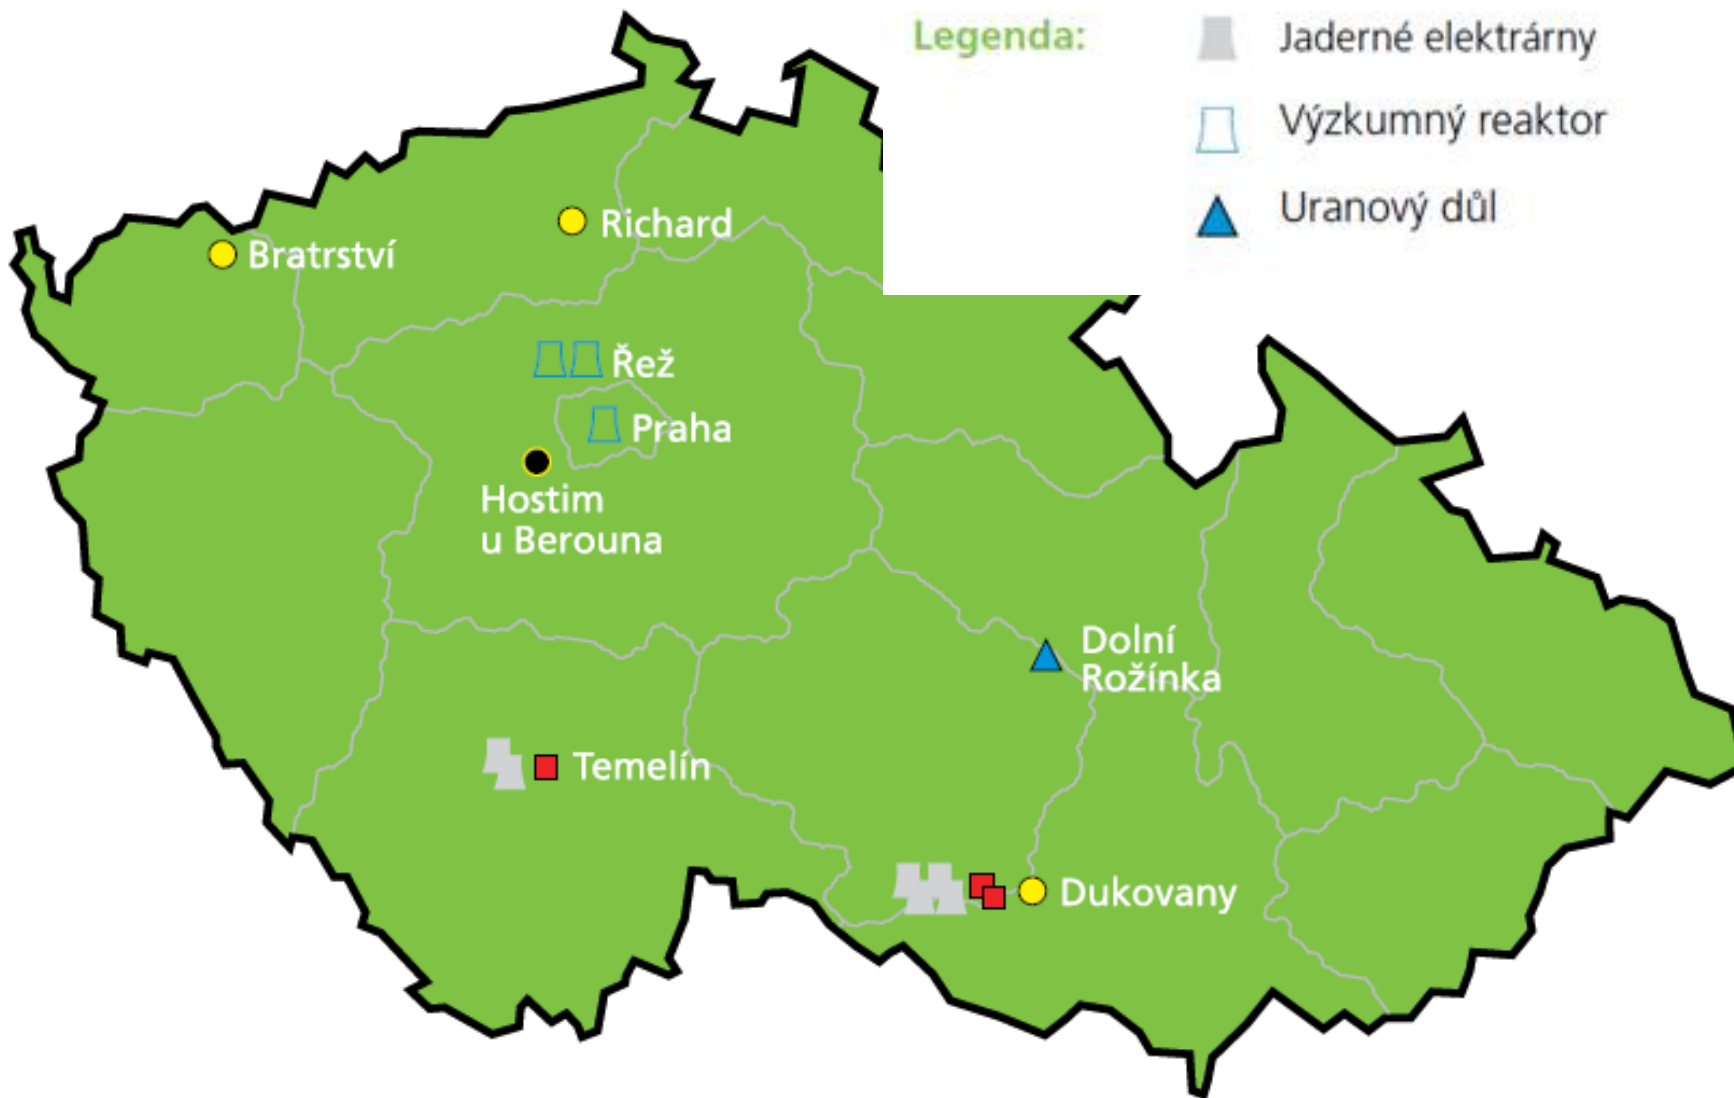 Legenda:
Jaderné elektrárny
Výzkumný reaktor
Uranový důl
Richard
Bratrství
Řež
Praha
Hostim
u Berouna
Dolní
Rožínka
Temelín
Dukovany